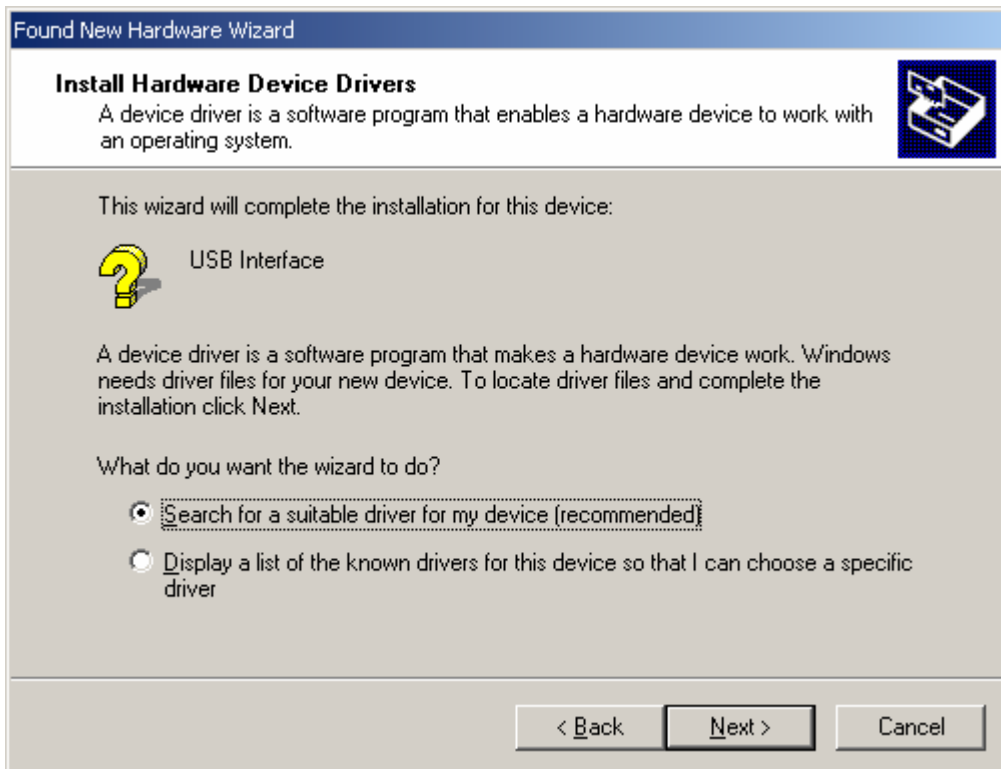 Found New Hardware Wizard
Install Hardware Device Drivers
A device driver is a software program that enables a hardware device to work with
an operating system.
This wizard will complete the installation for this device:
USB Interface
A device driver is a software program that makes a hardware device work. Windows
needs driver files for your new device. To locate driver files and complete the
installation click Next.
What do you want the wizard to do?
Search for a suitable driver for my device (recommended)
Display a list of the known drivers for this device so that I can choose a specific
driver
< Back Next > Cancel